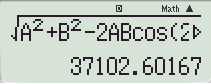 D Math ▲
√A²+B²-2ABcos(2▷
37102.60167